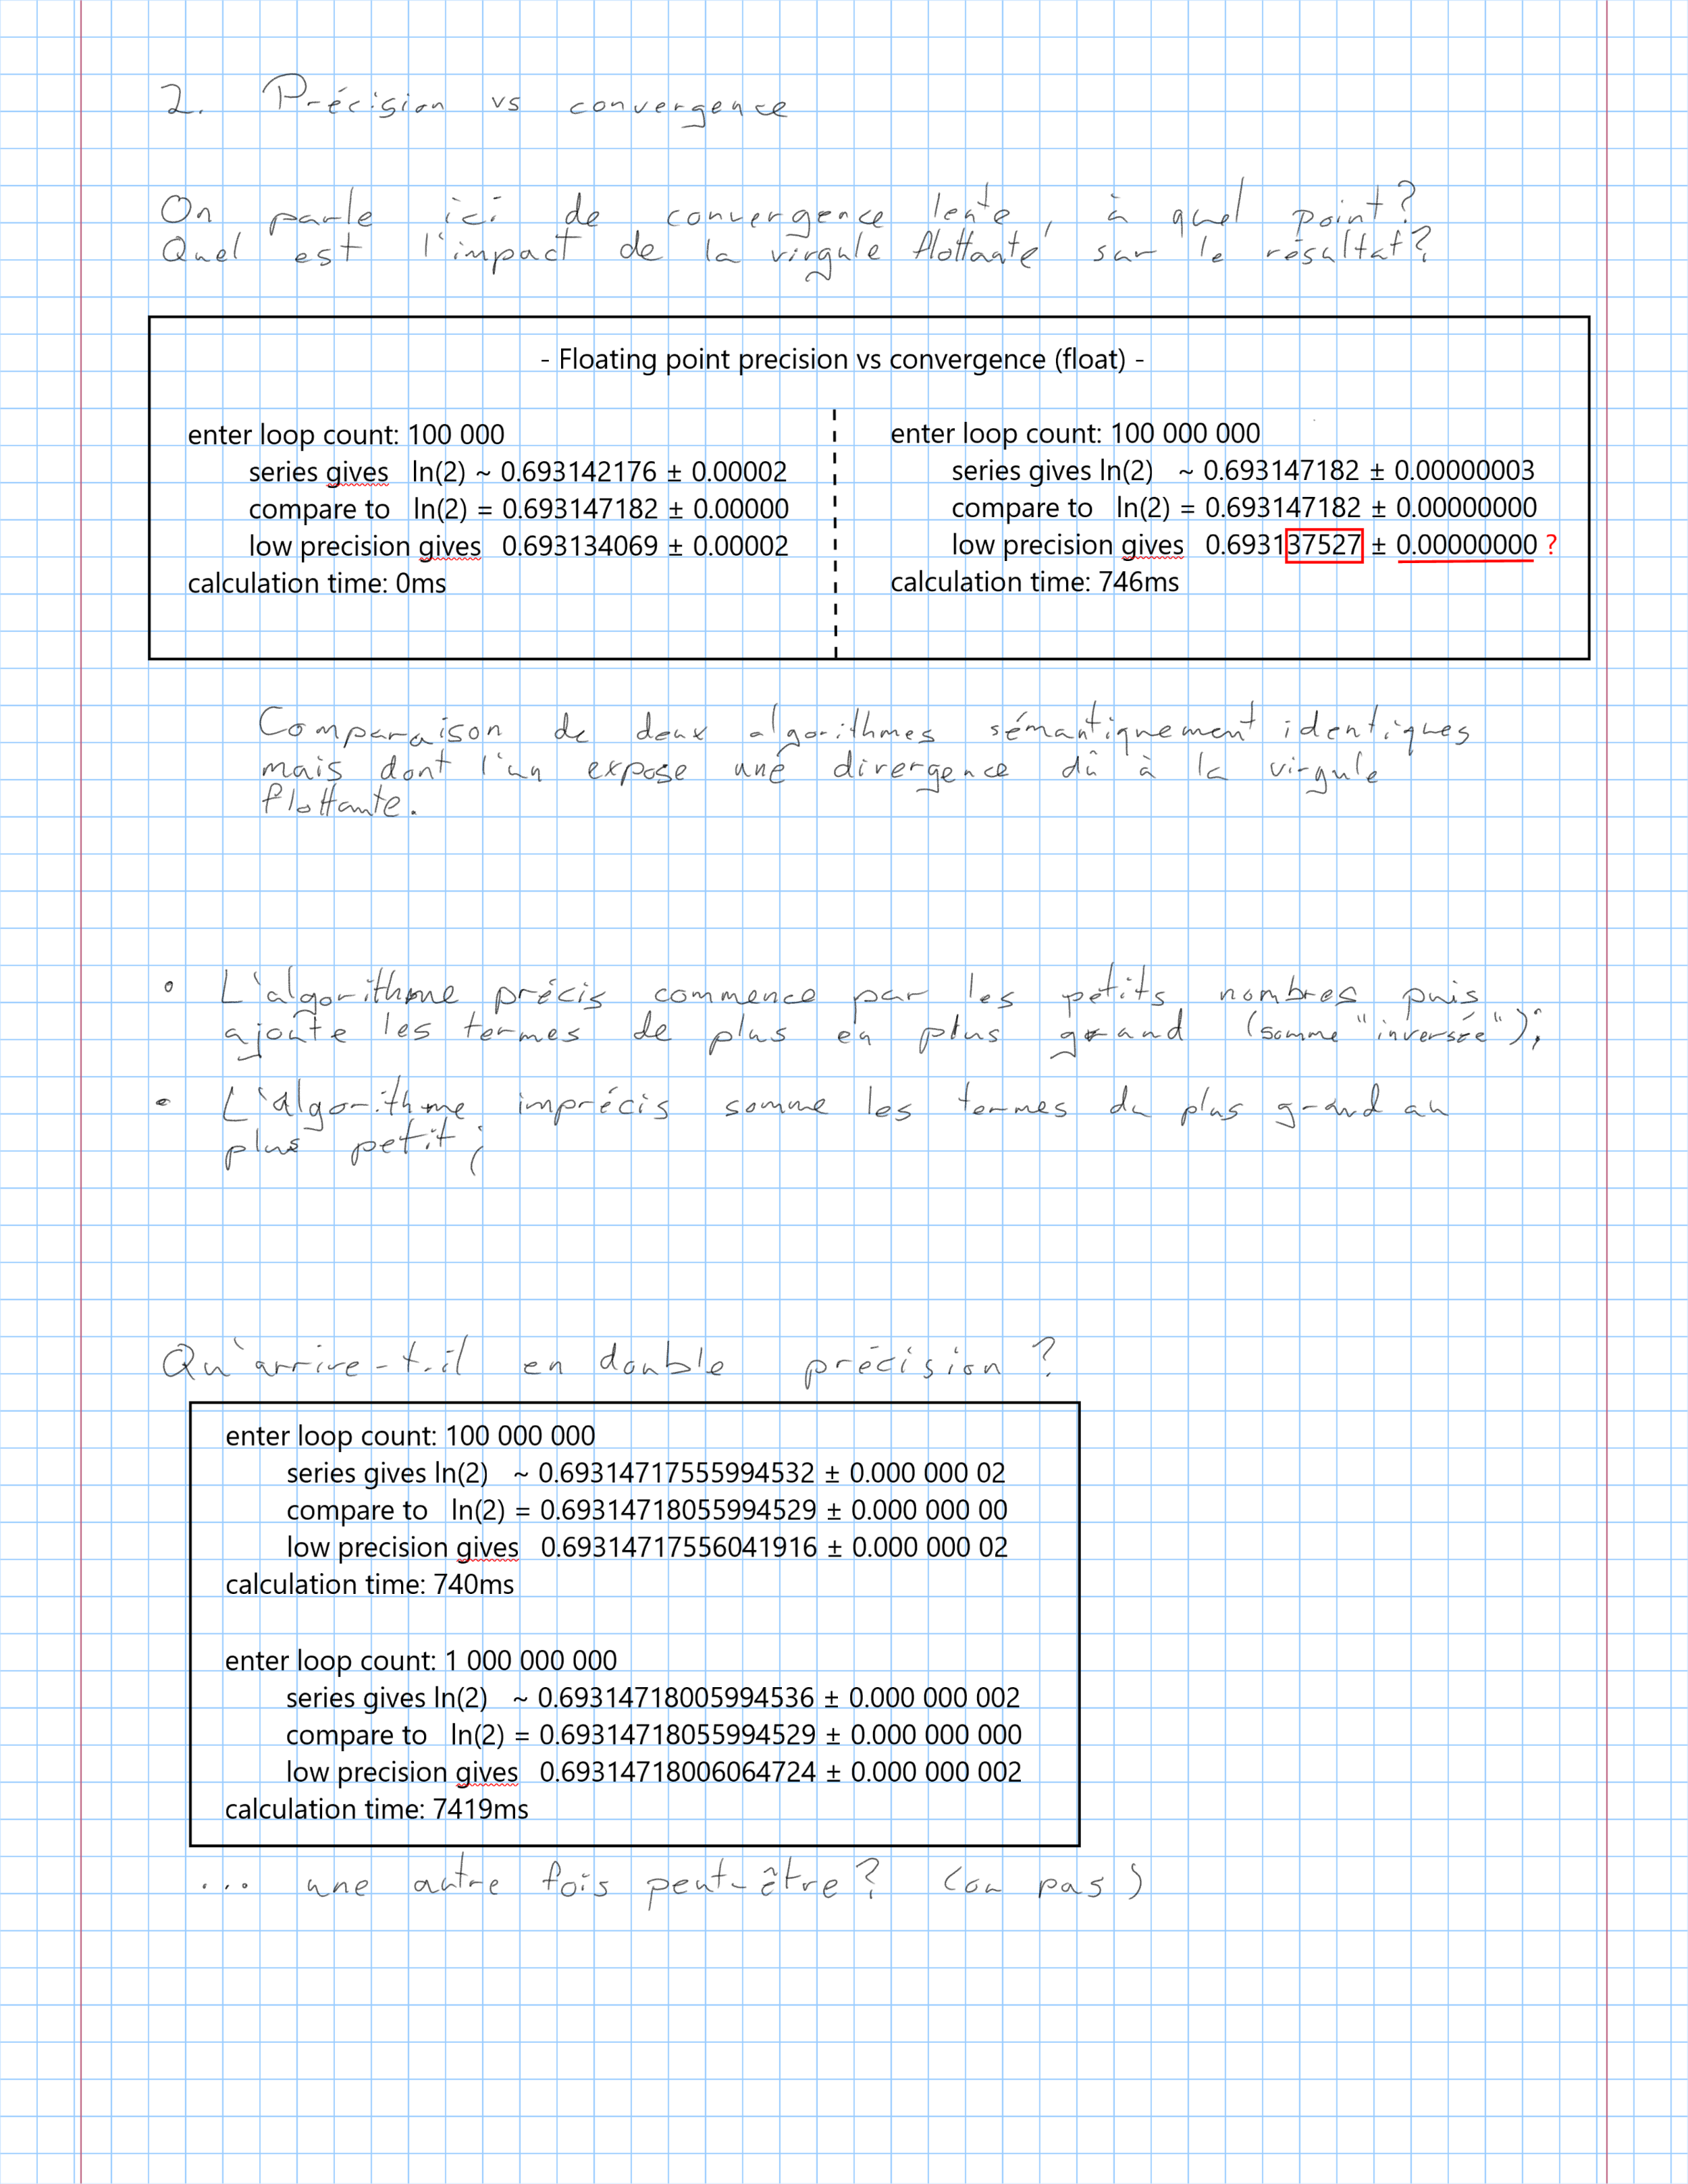 2. Précision vs convergence
On parle ici de convergence lente, à quel point?
Quel est l'impact de la virgule flottante sur le résultat?
- Floating point precision vs convergence (float) -
enter loop count: 100 000
series gives ln(2) ~ 0.693142176 ± 0.00002
compare to ln(2) = 0.693147182 ± 0.00000
low precision gives 0.693134069 ± 0.00002
calculation time: 0ms
enter loop count: 100 000 000
series gives ln(2) ~ 0.693147182 ± 0.00000003
compare to ln(2) = 0.693147182 ± 0.00000000
low precision gives 0.693137527 ± 0.00000000 ?
calculation time: 746ms
Comparaison de deux algorithmes sémantiquement identiques
mais dont l'un expose une divergence dû à la virgule
flottante.
• L'algorithme précis commence par les petits nombres puis
ajoute les termes de plus en plus grand (somme "inversée");
• L'algorithme imprécis somme les termes du plus grand au
plus petit;
Qu'arrive-t-il en double précision?
enter loop count: 100 000 000
series gives ln(2) ~ 0.69314717555994532 ± 0.000 000 02
compare to ln(2) = 0.69314718055994529 ± 0.000 000 00
low precision gives 0.69314717556041916 ± 0.000 000 02
calculation time: 740ms
enter loop count: 1 000 000 000
series gives ln(2) ~ 0.69314718005994536 ± 0.000 000 002
compare to ln(2) = 0.69314718055994529 ± 0.000 000 000
low precision gives 0.69314718006064724 ± 0.000 000 002
calculation time: 7419ms
... une autre fois peut-être? (ou pas)